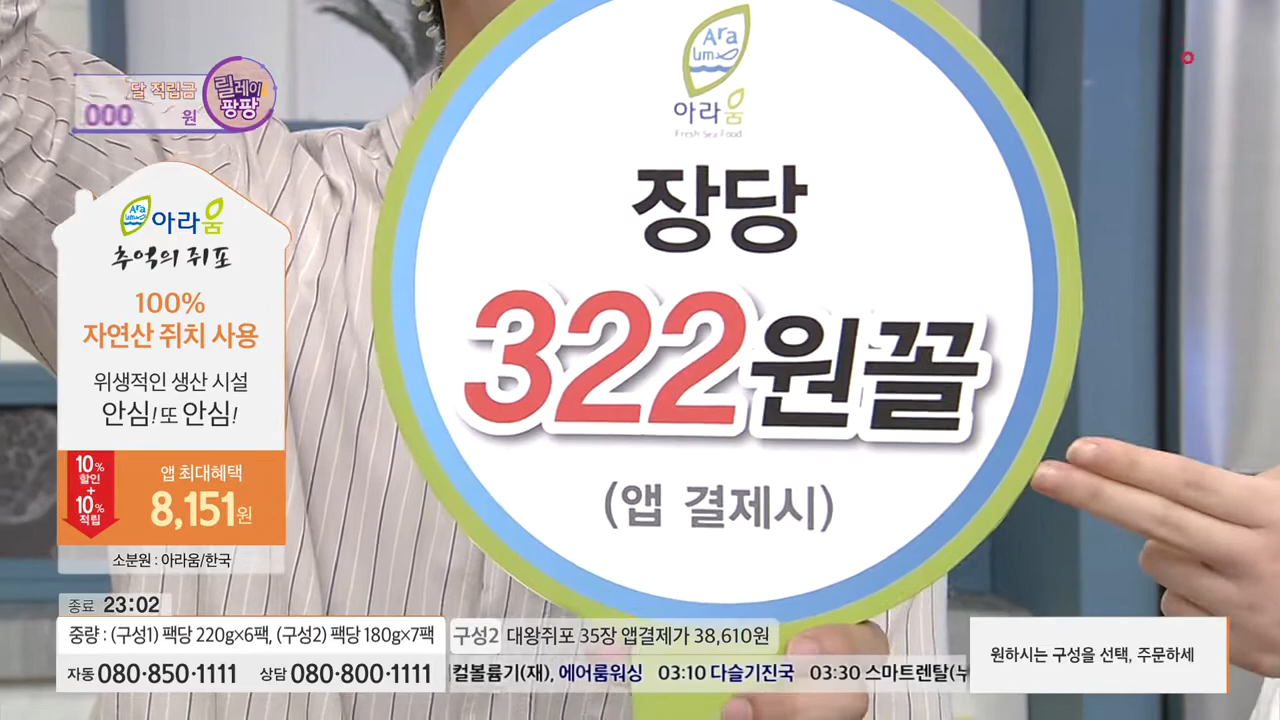 달 적립금
000 원
릴레이
팡팡
Ara
um
아라움
추억의 쥐포
100%
자연산 쥐치 사용
위생적인 생산 시설
안심! 또 안심!
10%
할인
+
10%
적립
앱 최대혜택
8,151원
소분원 : 아라움/한국
Ara
um
아라움
Fresh Sea Food
장당
322원꼴
(앱 결제시)
종료 23:02
중량 : (구성1) 팩당 220g×6팩, (구성2) 팩당 180g×7팩
구성2 대왕쥐포 35장 앱결제가 38,610원
자동 080·850·1111 상담 080·800·1111
컬볼륨기(재), 에어룸워싱 03:10 다슬기진국 03:30 스마트렌탈(누
원하시는 구성을 선택, 주문하세